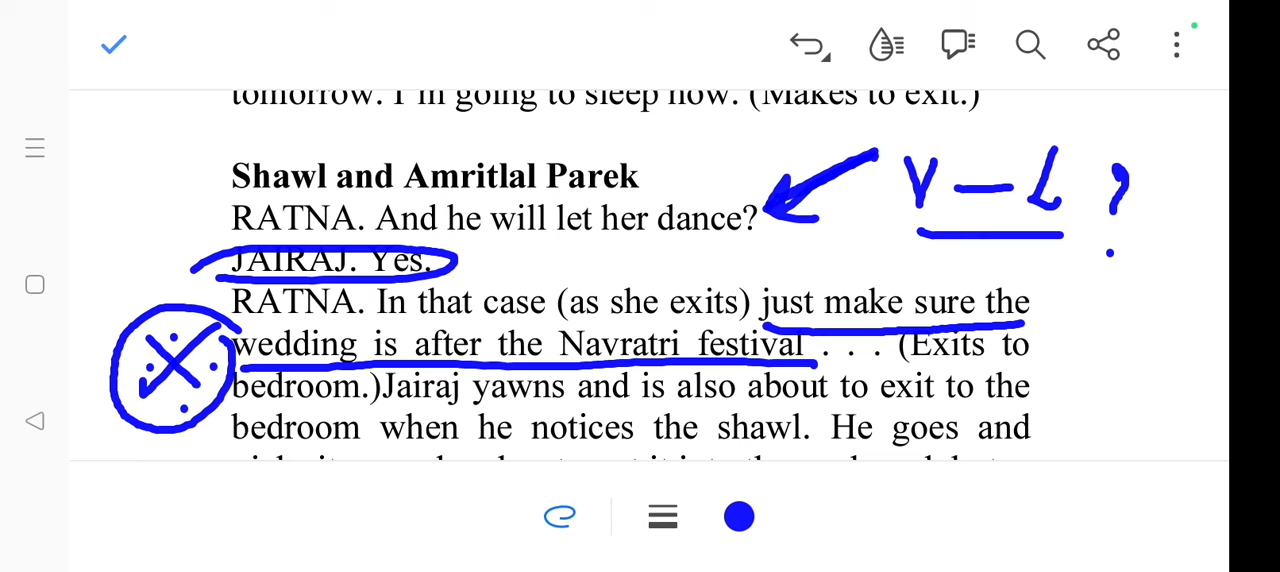 tomorrow. I'm going to sleep now. (Makes to exit.)
Shawl and Amritlal Parek
RATNA. And he will let her dance?
V – L ?
JAIRAJ. Yes.
RATNA. In that case (as she exits) just make sure the
wedding is after the Navratri festival . . . (Exits to
bedroom.)Jairaj yawns and is also about to exit to the
bedroom when he notices the shawl. He goes and